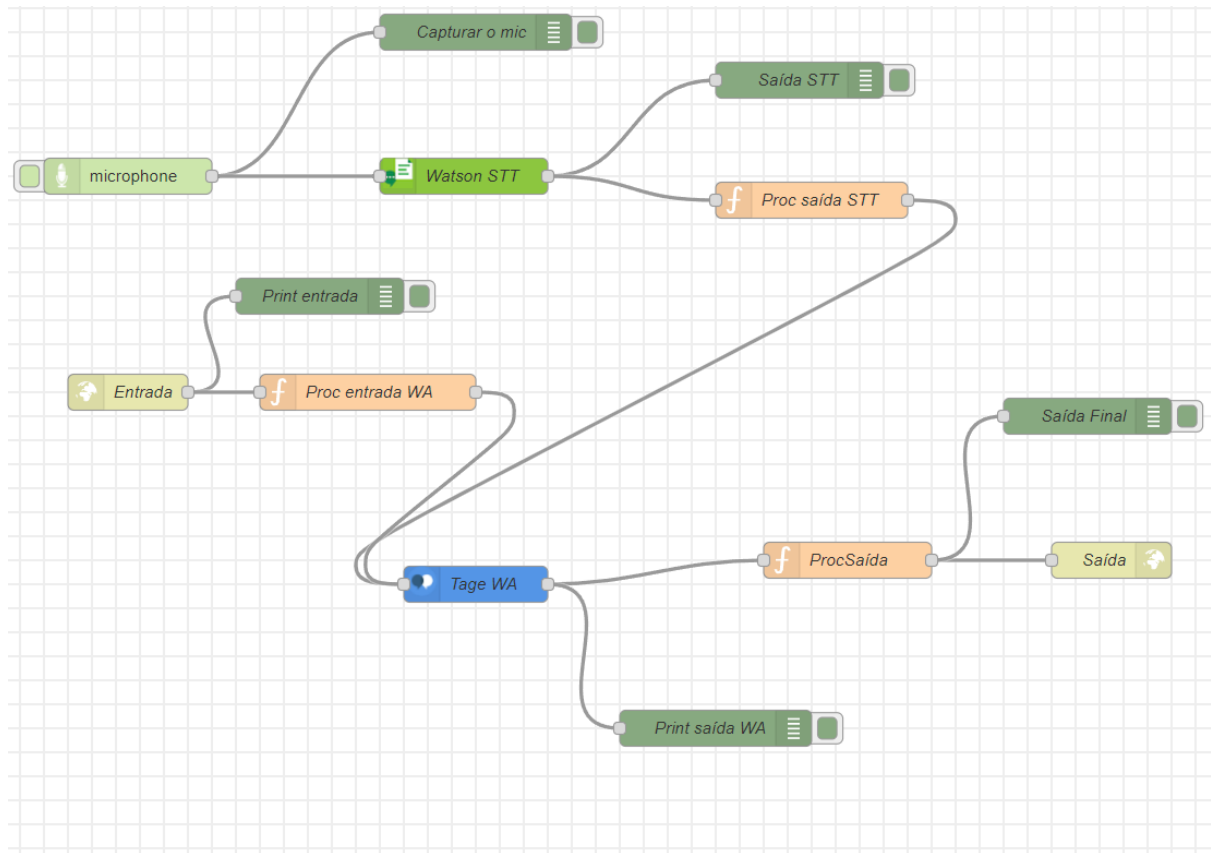 Capturar o mic
Saída STT
microphone
Watson STT
Proc saída STT
Print entrada
Entrada
Proc entrada WA
Saída Final
ProcSaída
Saída
Tage WA
Print saída WA